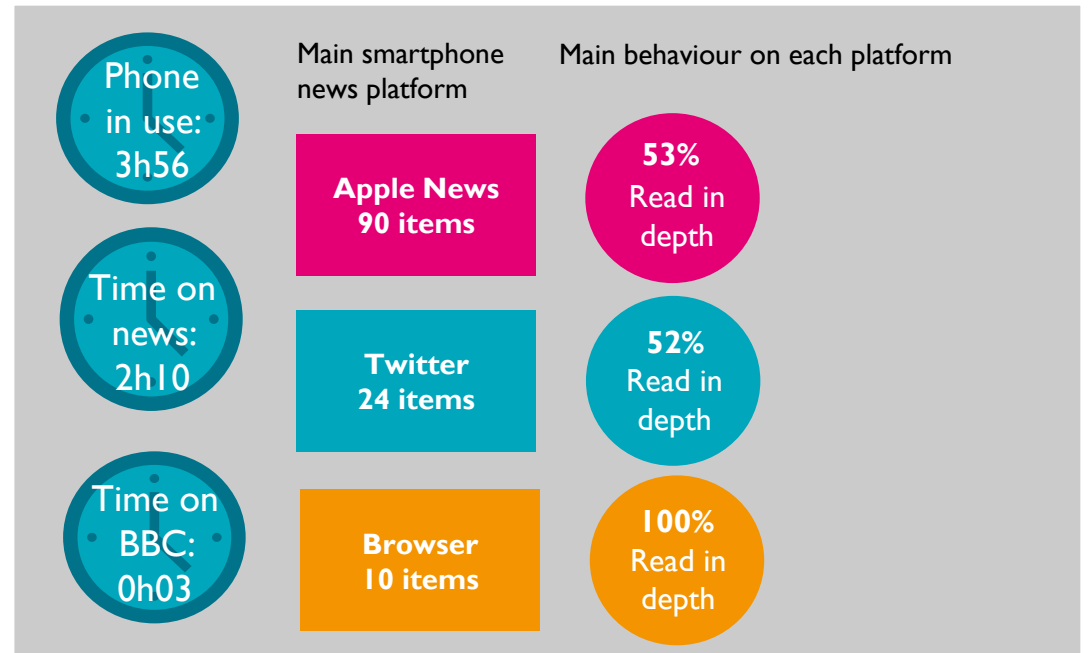 Phone
in use:
3h56
Time on
news:
2h10
Time on
BBC:
0h03
Main smartphone
news platform
Apple News
90 items
Twitter
24 items
Browser
10 items
Main behaviour on each platform
53%
Read in
depth
52%
Read in
depth
100%
Read in
depth